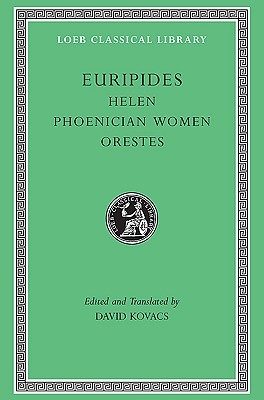 LOEB CLASSICAL LIBRARY
EURIPIDES
HELEN
PHOENICIAN WOMEN
ORESTES
Edited and Translated by
DAVID KOVACS